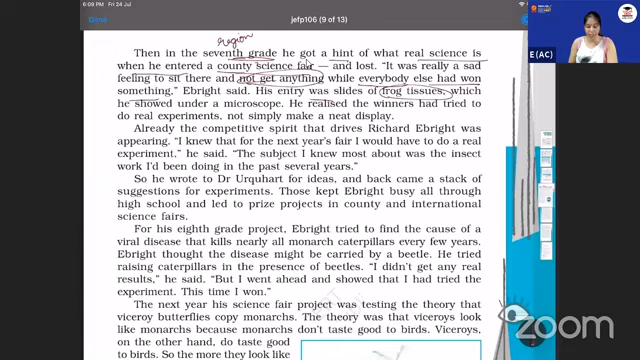 6:09 PM Fri 24 Jul
jefp106 (9 of 13)
Done
E (AC)
region
Then in the seventh grade he got a hint of what real science is
when he entered a county science fair — and lost. “It was really a sad
feeling to sit there and not get anything while everybody else had won
something,” Ebright said. His entry was slides of frog tissues, which
he showed under a microscope. He realised the winners had tried to
do real experiments, not simply make a neat display.
Already the competitive spirit that drives Richard Ebright was
appearing. “I knew that for the next year’s fair I would have to do a real
experiment,” he said. “The subject I knew most about was the insect
work I’d been doing in the past several years.”
So he wrote to Dr Urquhart for ideas, and back came a stack of
suggestions for experiments. Those kept Ebright busy all through
high school and led to prize projects in county and international
science fairs.
For his eighth grade project, Ebright tried to find the cause of a
viral disease that kills nearly all monarch caterpillars every few years.
Ebright thought the disease might be carried by a beetle. He tried
raising caterpillars in the presence of beetles. “I didn’t get any real
results,” he said. “But I went ahead and showed that I had tried the
experiment. This time I won.”
The next year his science fair project was testing the theory that
viceroy butterflies copy monarchs. The theory was that viceroys look
like monarchs because monarchs don’t taste good to birds. Viceroys,
on the other hand, do taste good
to birds. So the more they look like
zoom